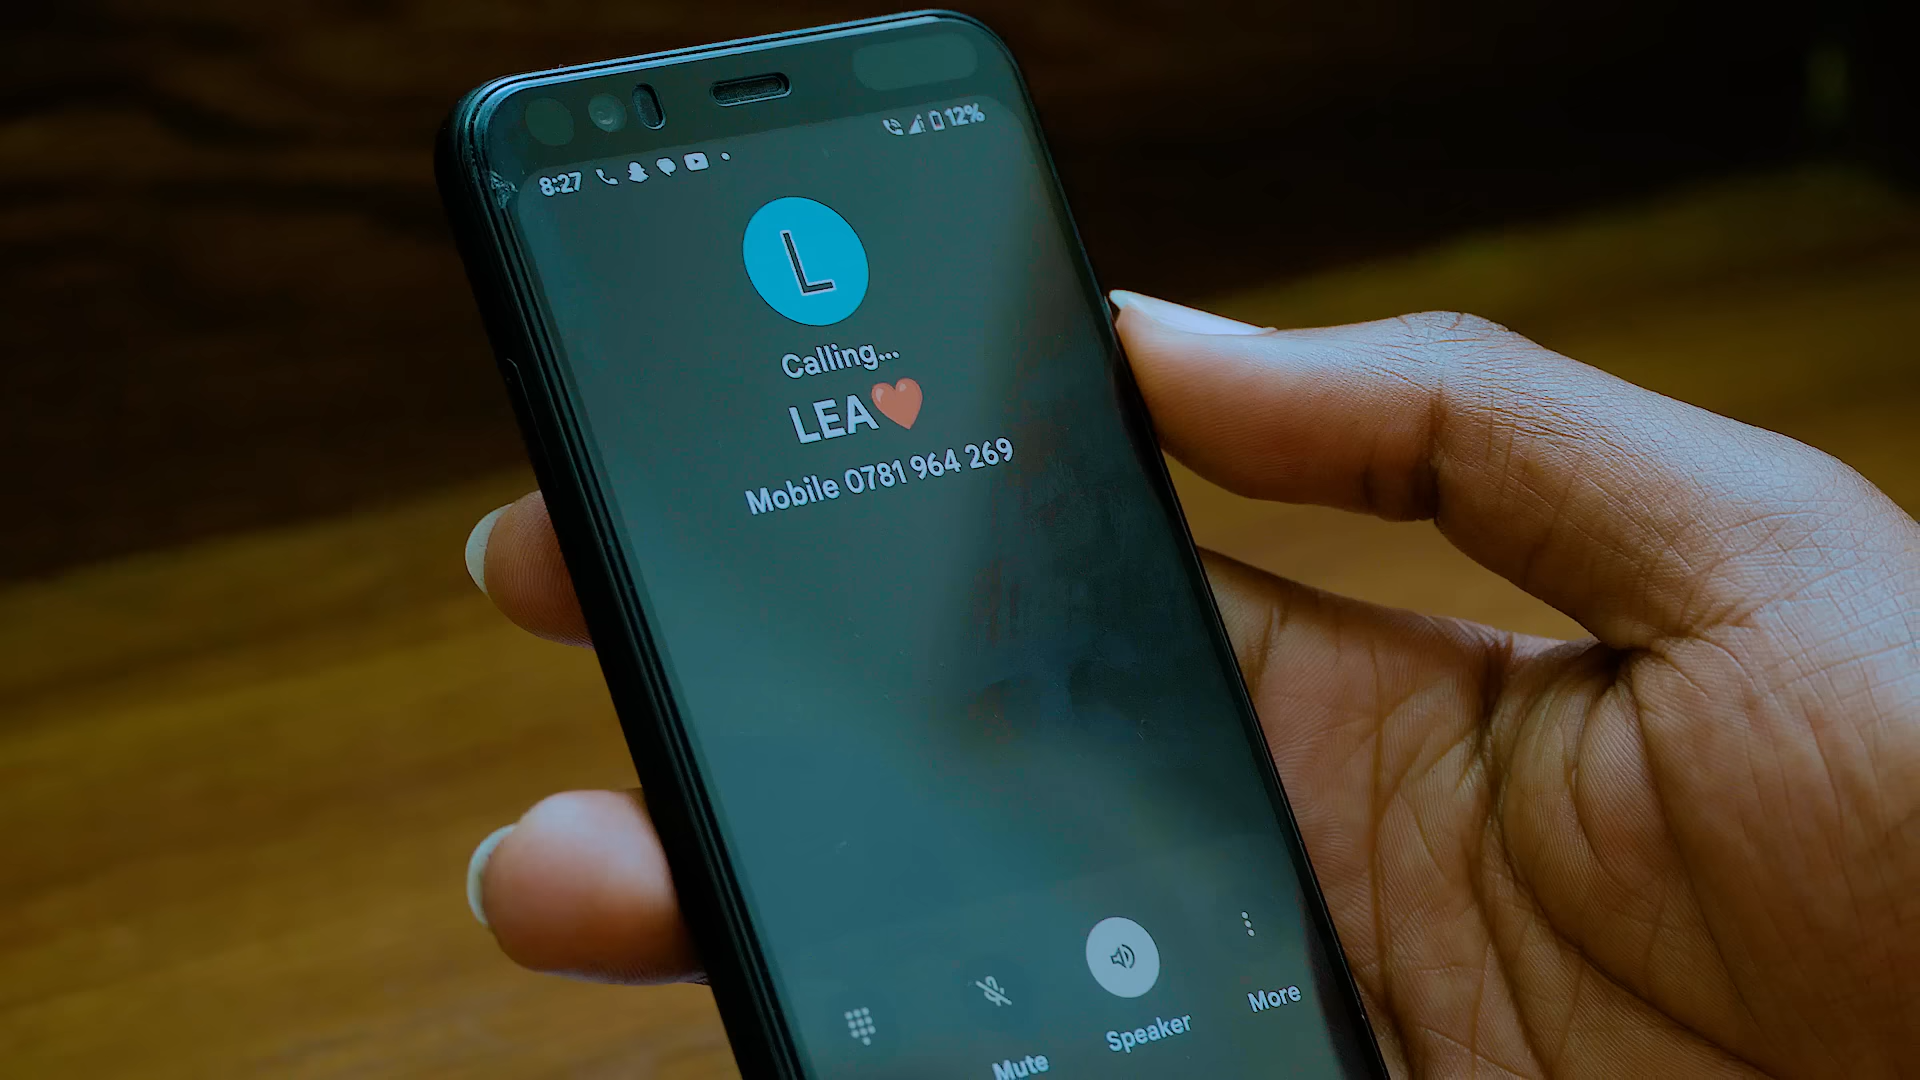 8:27
12%
L
Calling...
LEA❤️
Mobile 0781 964 269
Mute
Speaker
More